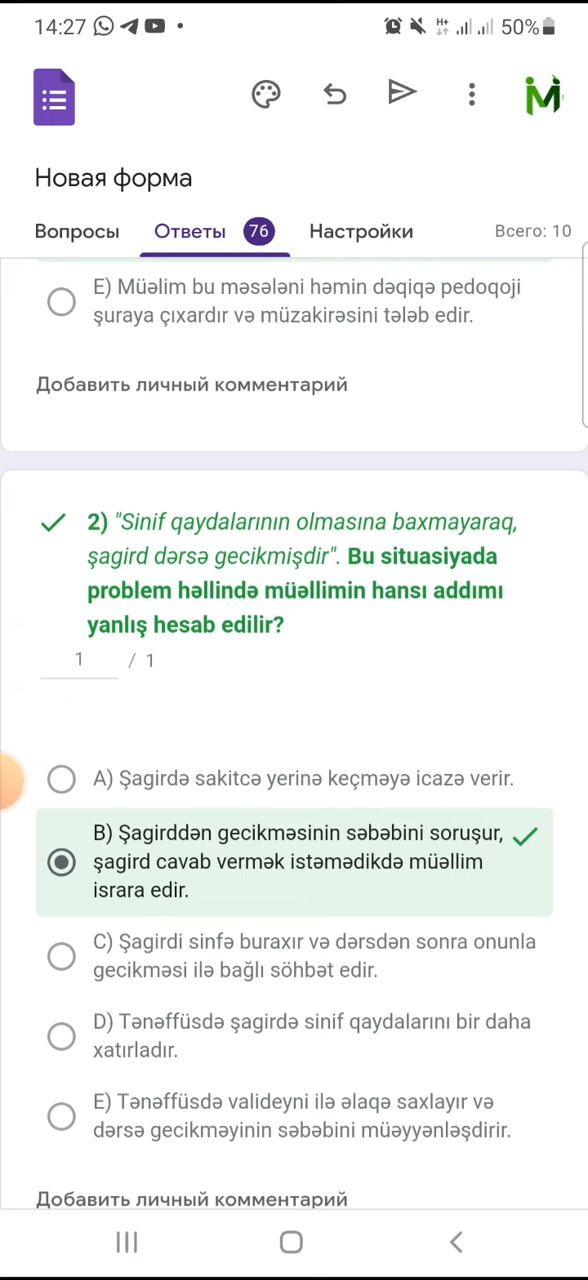 14:27
H+
50%
Новая форма
Вопросы Ответы 76 Настройки Всего: 10
E) Müəlim bu məsələni həmin dəqiqə pedoqoji
şuraya çıxardır və müzakirəsini tələb edir.
Добавить личный комментарий
2) "Sinif qaydalarının olmasına baxmayaraq,
şagird dərsə gecikmişdir". Bu situasiyada
problem həllində müəllimin hansı addımı
yanlış hesab edilir?
1 / 1
A) Şagirdə sakitcə yerinə keçməyə icazə verir.
B) Şagirddən gecikməsinin səbəbini soruşur,
şagird cavab vermək istəmədikdə müəllim
israra edir.
C) Şagirdi sinfə buraxır və dərsdən sonra onunla
gecikməsi ilə bağlı söhbət edir.
D) Tənəffüsdə şagirdə sinif qaydalarını bir daha
xatırladır.
E) Tənəffüsdə valideyni ilə əlaqə saxlayır və
dərsə gecikməyinin səbəbini müəyyənləşdirir.
Добавить личный комментарий